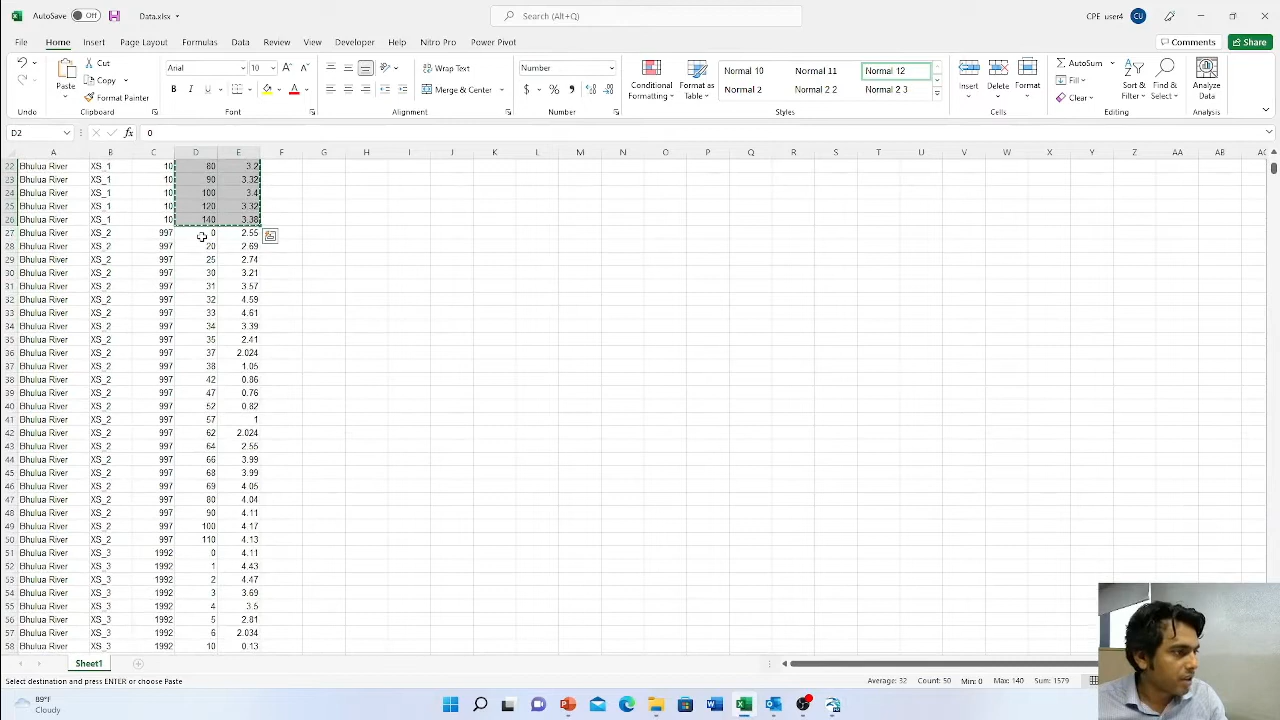 AutoSave Off Data.xlsx Search (Alt+Q) CPE user4 CU
File Home Insert Page Layout Formulas Data Review View Developer Help Nitro Pro Power Pivot Comments Share
Paste Cut Copy Format Painter Arial 10 Wrap Text Merge & Center Number Conditional Formatting Format as Table Normal 10 Normal 11 Normal 12 Normal 2 Normal 2 2 Normal 2 3 Insert Delete Format AutoSum Fill Clear Sort & Filter Find & Select Analyze Data
Undo Clipboard Font Alignment Number Styles Cells Editing Analysis
D2 fx 0
A B C D E F G H I J K L M N O P Q R S T U V W X Y Z AA AB AC
22 Bhulua River XS_1 10 80 3.2
23 Bhulua River XS_1 10 90 3.32
24 Bhulua River XS_1 10 100 3.4
25 Bhulua River XS_1 10 120 3.32
26 Bhulua River XS_1 10 140 3.38
27 Bhulua River XS_2 997 0 2.55
28 Bhulua River XS_2 997 20 2.69
29 Bhulua River XS_2 997 25 2.74
30 Bhulua River XS_2 997 30 3.21
31 Bhulua River XS_2 997 31 3.57
32 Bhulua River XS_2 997 32 4.59
33 Bhulua River XS_2 997 33 4.61
34 Bhulua River XS_2 997 34 3.39
35 Bhulua River XS_2 997 35 2.41
36 Bhulua River XS_2 997 37 2.024
37 Bhulua River XS_2 997 38 1.05
38 Bhulua River XS_2 997 42 0.86
39 Bhulua River XS_2 997 47 0.76
40 Bhulua River XS_2 997 52 0.82
41 Bhulua River XS_2 997 57 1
42 Bhulua River XS_2 997 62 2.024
43 Bhulua River XS_2 997 64 2.55
44 Bhulua River XS_2 997 66 3.99
45 Bhulua River XS_2 997 68 3.99
46 Bhulua River XS_2 997 69 4.05
47 Bhulua River XS_2 997 80 4.04
48 Bhulua River XS_2 997 90 4.11
49 Bhulua River XS_2 997 100 4.17
50 Bhulua River XS_2 997 110 4.13
51 Bhulua River XS_3 1992 0 4.11
52 Bhulua River XS_3 1992 1 4.43
53 Bhulua River XS_3 1992 2 4.47
54 Bhulua River XS_3 1992 3 3.69
55 Bhulua River XS_3 1992 4 3.5
56 Bhulua River XS_3 1992 5 2.81
57 Bhulua River XS_3 1992 6 2.034
58 Bhulua River XS_3 1992 10 0.13
Sheet1
Select destination and press ENTER or choose Paste Average: 32 Count: 50 Min: 0 Max: 140 Sum: 1579
89°F
Cloudy